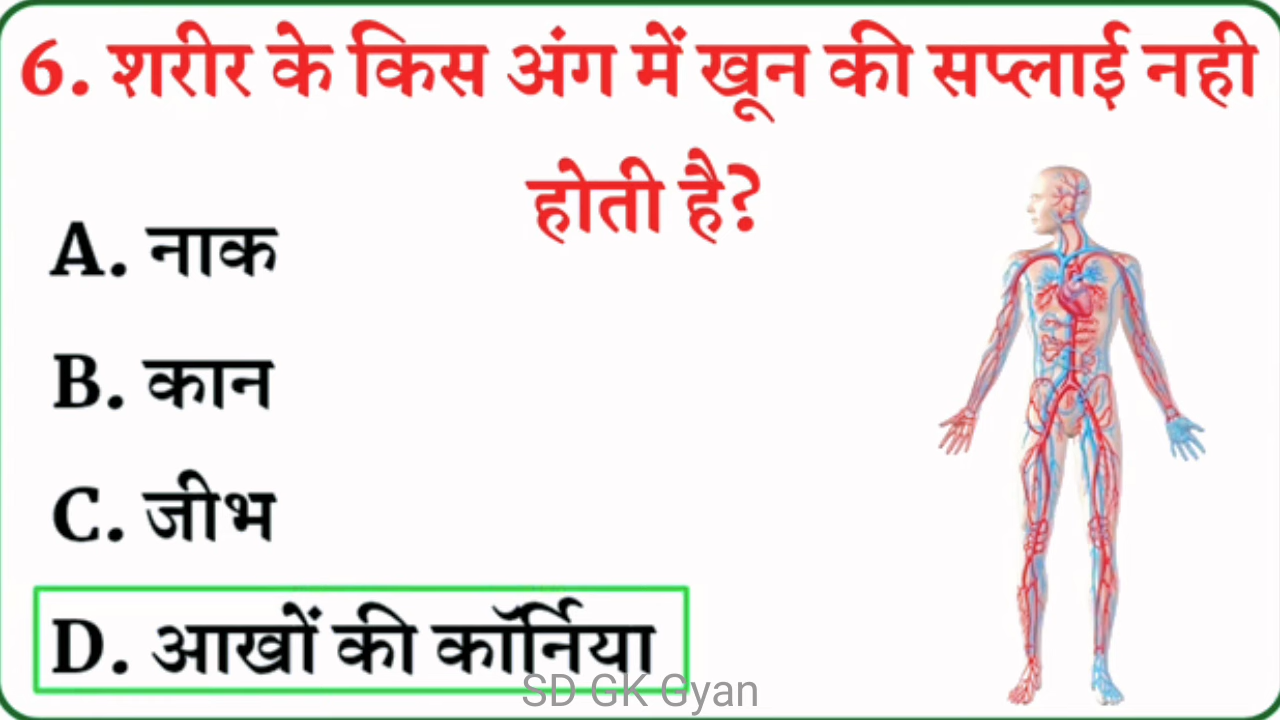 6. शरीर के किस अंग में खून की सप्लाई नही
होती है?
A. नाक
B. कान
C. जीभ
D. आखों की कॉर्निया
SD GK Gyan